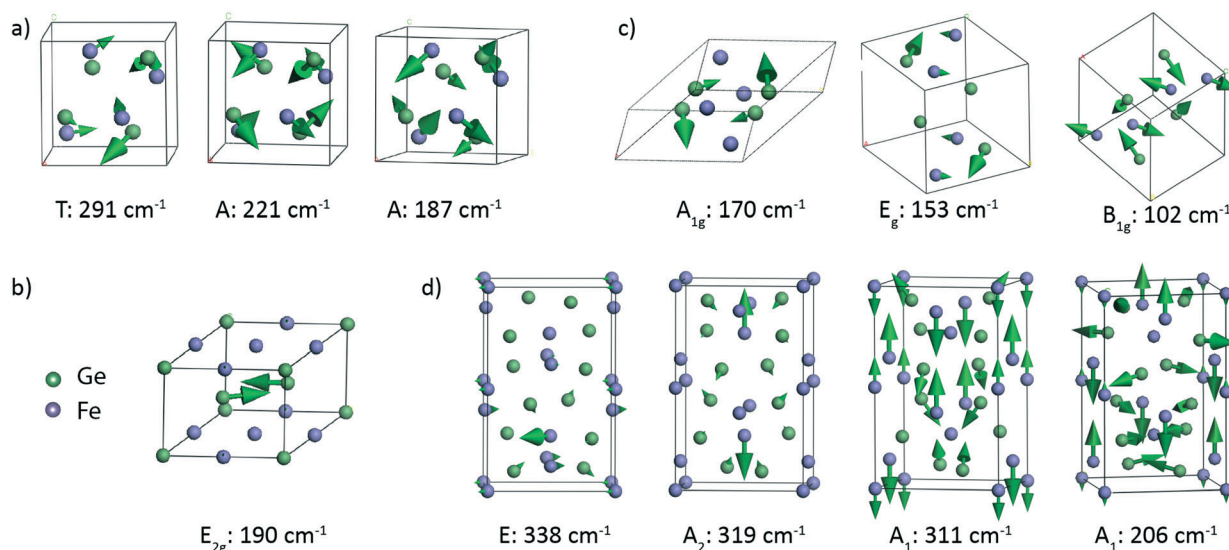 a)
T: 291 cm⁻¹
A: 221 cm⁻¹
A: 187 cm⁻¹
c)
A₁g: 170 cm⁻¹
Eg: 153 cm⁻¹
B₁g: 102 cm⁻¹
b)
Ge
Fe
E₂g: 190 cm⁻¹
d)
E: 338 cm⁻¹
A₂: 319 cm⁻¹
A₁: 311 cm⁻¹
A₁: 206 cm⁻¹